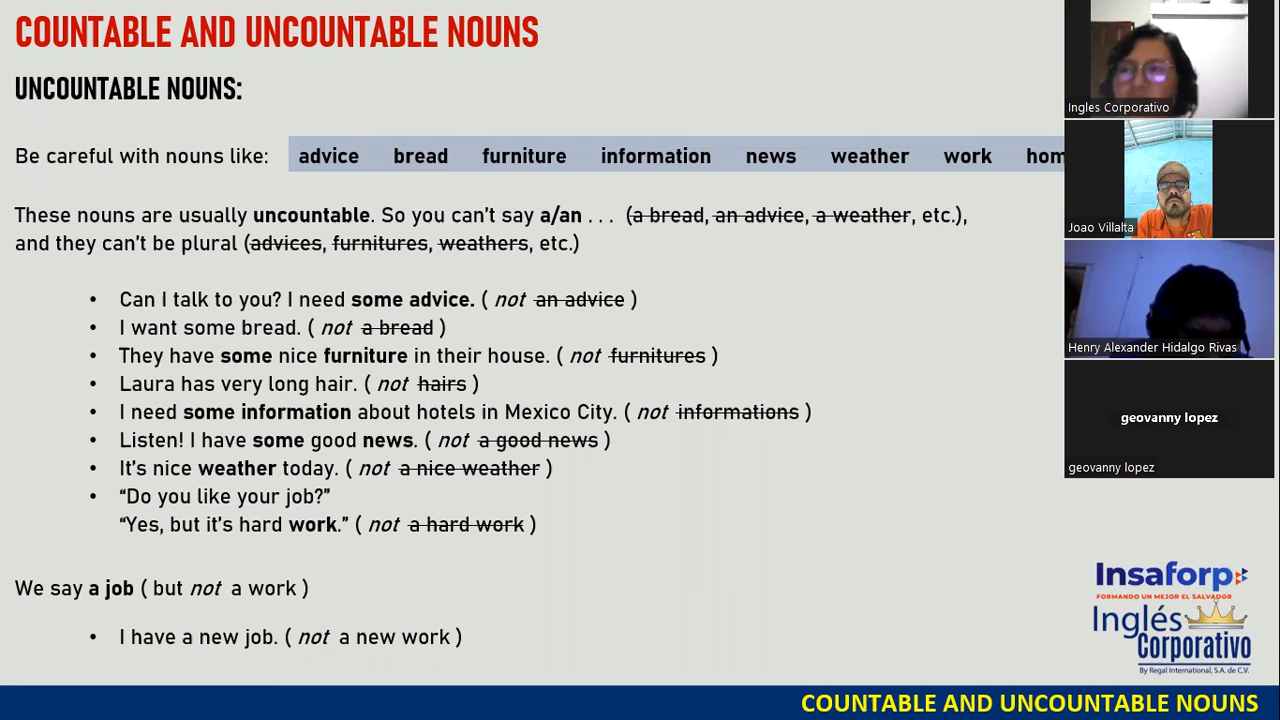 COUNTABLE AND UNCOUNTABLE NOUNS
UNCOUNTABLE NOUNS:
Be careful with nouns like: advice bread furniture information news weather work hom
These nouns are usually uncountable. So you can't say a/an . . . (a bread, an advice, a weather, etc.),
and they can't be plural (advices, furnitures, weathers, etc.)
• Can I talk to you? I need some advice. ( not an advice )
• I want some bread. ( not a bread )
• They have some nice furniture in their house. ( not furnitures )
• Laura has very long hair. ( not hairs )
• I need some information about hotels in Mexico City. ( not informations )
• Listen! I have some good news. ( not a good news )
• It's nice weather today. ( not a nice weather )
• “Do you like your job?”
“Yes, but it's hard work.” ( not a hard work )
We say a job ( but not a work )
• I have a new job. ( not a new work )
Ingles Corporativo
Joao Villalta
Henry Alexander Hidalgo Rivas
geovanny lopez
geovanny lopez
Insaforp
FORMANDO UN MEJOR EL SALVADOR
Inglés
Corporativo
By Regal International, S.A. de C.V.
COUNTABLE AND UNCOUNTABLE NOUNS